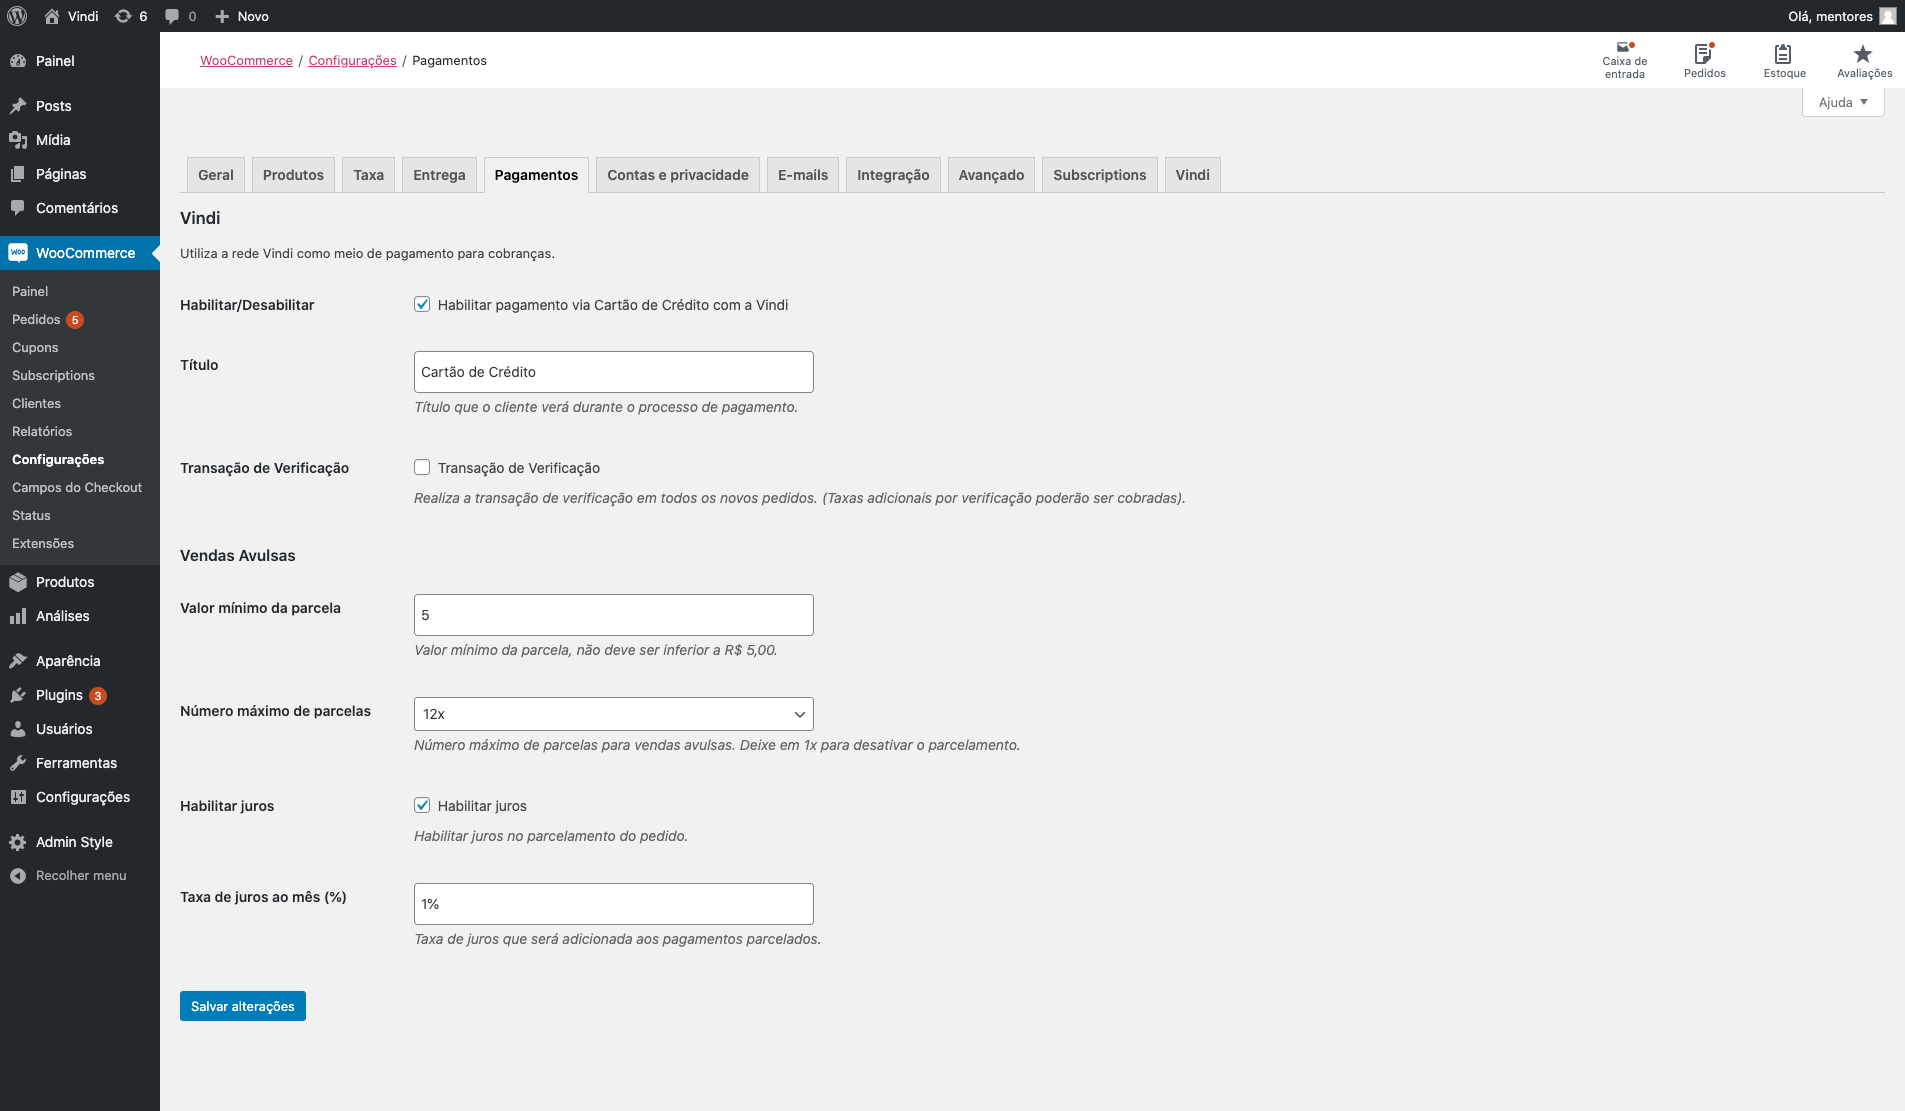 Vindi 6 0 Novo Olá, mentores
Painel
Posts
Mídia
Páginas
Comentários
Woo WooCommerce
Painel
Pedidos 5
Cupons
Subscriptions
Clientes
Relatórios
Configurações
Campos do Checkout
Status
Extensões
Produtos
Análises
Aparência
Plugins 3
Usuários
Ferramentas
Configurações
Admin Style
Recolher menu
WooCommerce / Configurações / Pagamentos
Caixa de
entrada
Pedidos
Estoque
Avaliações
Ajuda
Geral Produtos Taxa Entrega Pagamentos Contas e privacidade E-mails Integração Avançado Subscriptions Vindi
Vindi
Utiliza a rede Vindi como meio de pagamento para cobranças.
Habilitar/Desabilitar Habilitar pagamento via Cartão de Crédito com a Vindi
Título
Cartão de Crédito
Título que o cliente verá durante o processo de pagamento.
Transação de Verificação Transação de Verificação
Realiza a transação de verificação em todos os novos pedidos. (Taxas adicionais por verificação poderão ser cobradas).
Vendas Avulsas
Valor mínimo da parcela
5
Valor mínimo da parcela, não deve ser inferior a R$ 5,00.
Número máximo de parcelas
12x
Número máximo de parcelas para vendas avulsas. Deixe em 1x para desativar o parcelamento.
Habilitar juros Habilitar juros
Habilitar juros no parcelamento do pedido.
Taxa de juros ao mês (%)
1%
Taxa de juros que será adicionada aos pagamentos parcelados.
Salvar alterações